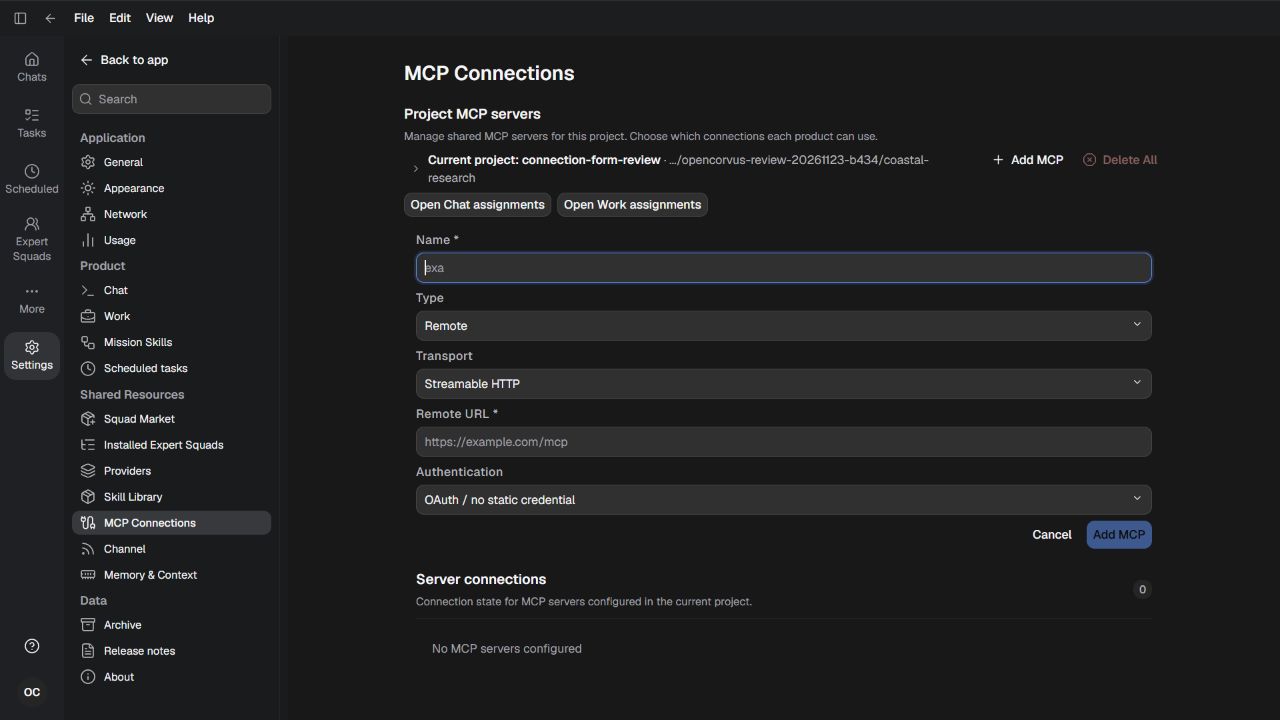 File Edit View Help
Chats
Tasks
Scheduled
Expert
Squads
More
Settings
OC
Back to app
Search
Application
General
Appearance
Network
Usage
Product
Chat
Work
Mission Skills
Scheduled tasks
Shared Resources
Squad Market
Installed Expert Squads
Providers
Skill Library
MCP Connections
Channel
Memory & Context
Data
Archive
Release notes
About
MCP Connections
Project MCP servers
Manage shared MCP servers for this project. Choose which connections each product can use.
Current project: connection-form-review · .../opencorvus-review-20261123-b434/coastal-
research
Add MCP Delete All
Open Chat assignments Open Work assignments
Name *
exa
Type
Remote
Transport
Streamable HTTP
Remote URL *
https://example.com/mcp
Authentication
OAuth / no static credential
Cancel Add MCP
Server connections
0
Connection state for MCP servers configured in the current project.
No MCP servers configured